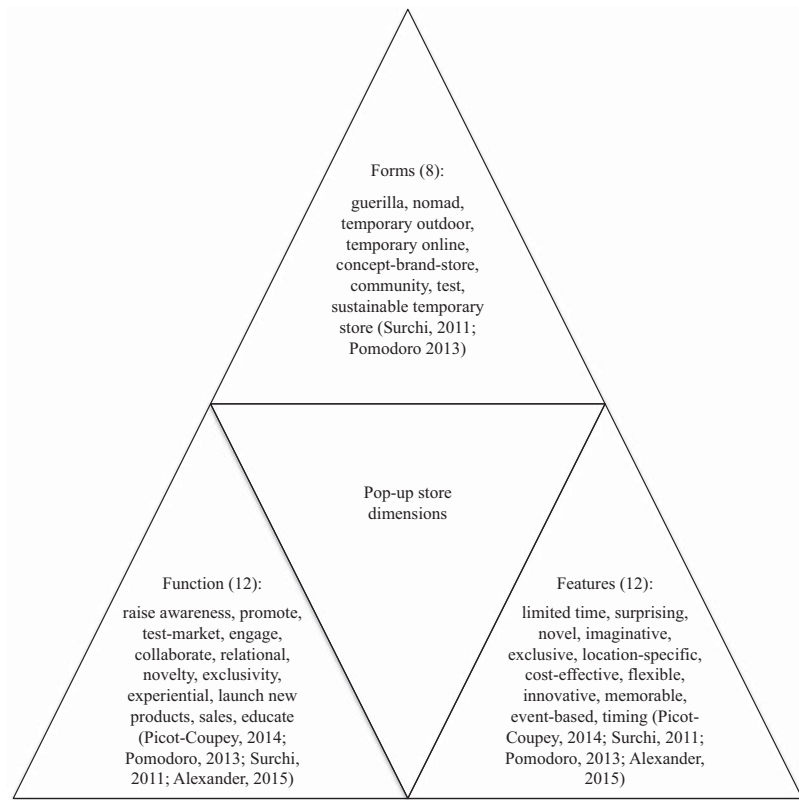 Forms (8):
guerilla, nomad,
temporary outdoor,
temporary online,
concept-brand-store,
community, test,
sustainable temporary
store (Surchi, 2011;
Pomodoro 2013)
Pop-up store
dimensions
Function (12):
raise awareness, promote,
test-market, engage,
collaborate, relational,
novelty, exclusivity,
experiential, launch new
products, sales, educate
(Picot-Coupey, 2014;
Pomodoro, 2013; Surchi,
2011; Alexander, 2015)
Features (12):
limited time, surprising,
novel, imaginative,
exclusive, location-specific,
cost-effective, flexible,
innovative, memorable,
event-based, timing (Picot-
Coupey, 2014; Surchi, 2011;
Pomodoro, 2013; Alexander,
2015)